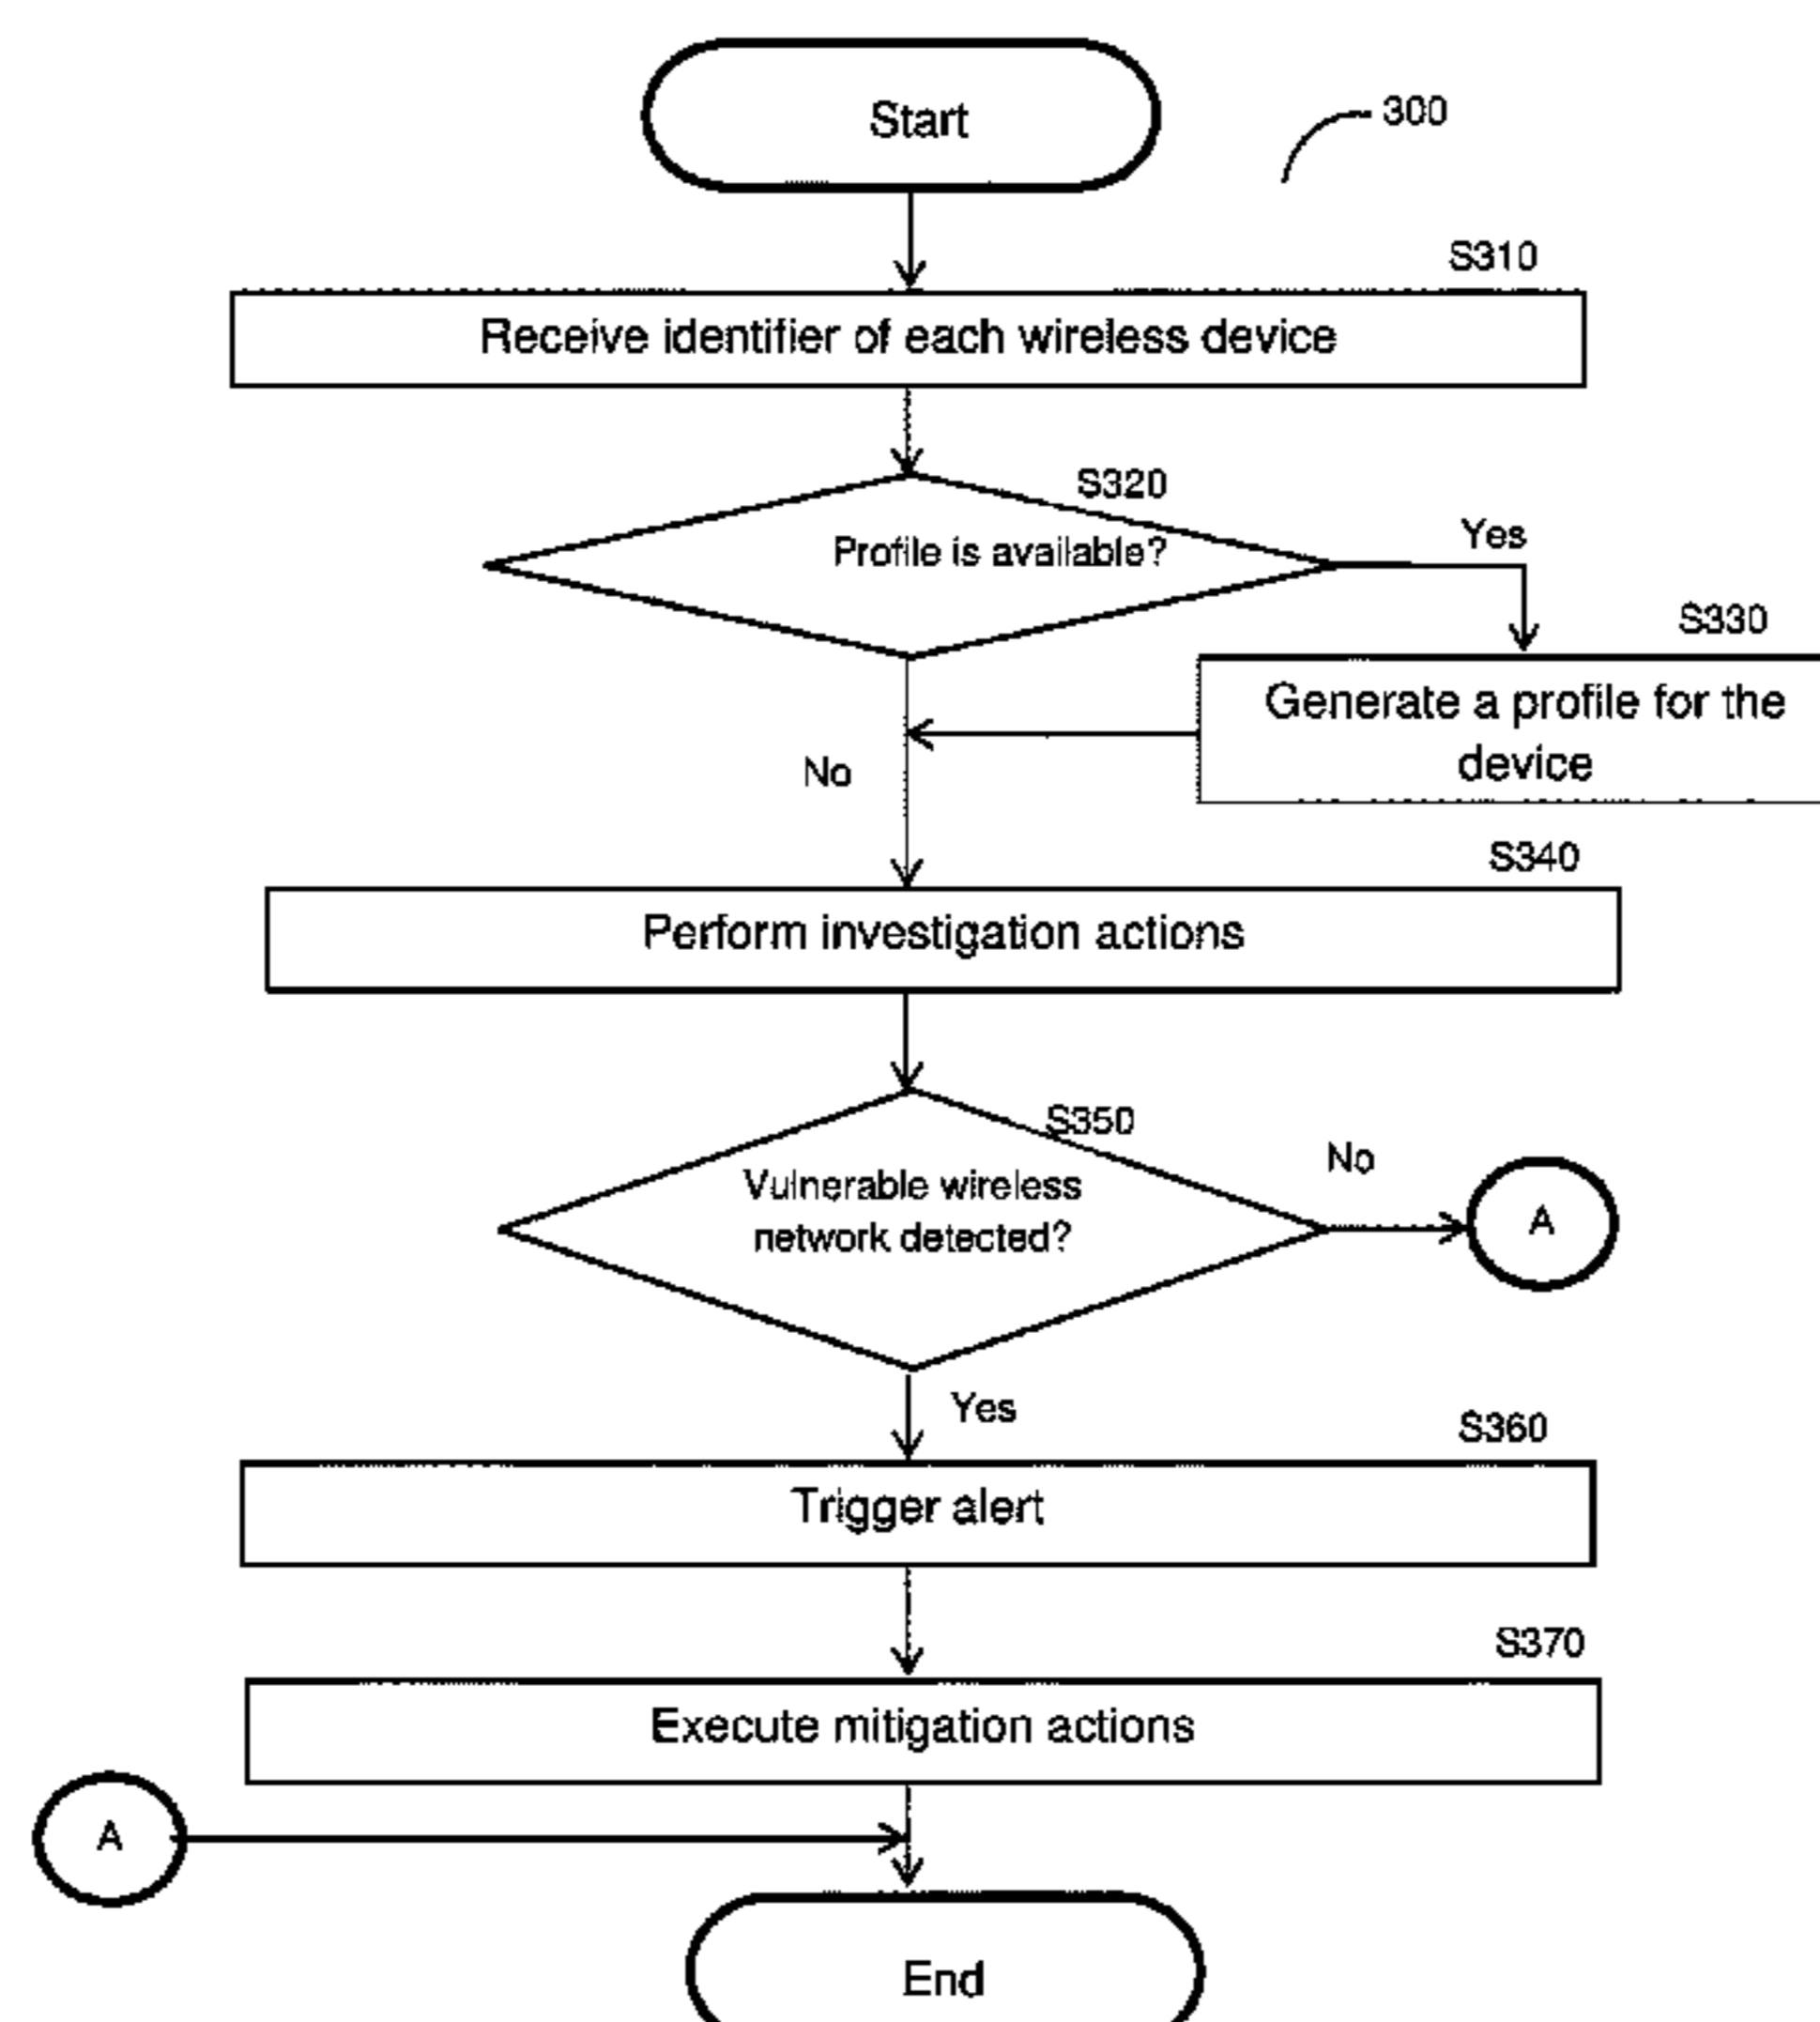 Start
300
S310
Receive identifier of each wireless device
S320
Profile is available?
Yes
S330
Generate a profile for the
device
No
S340
Perform investigation actions
S350
Vulnerable wireless
network detected?
No
A
Yes
S360
Trigger alert
S370
Execute mitigation actions
A
End